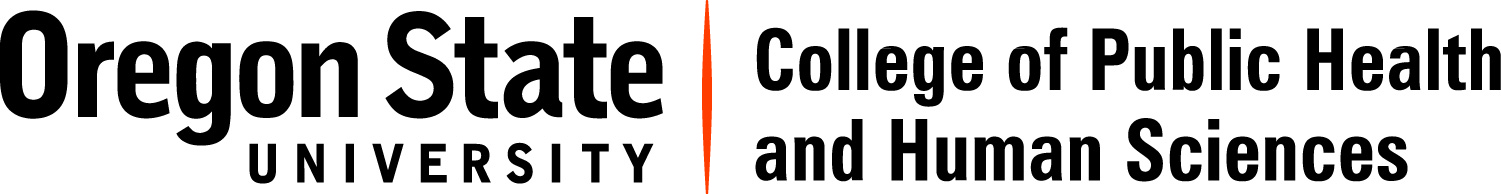 Oregon State
UNIVERSITY
College of Public Health
and Human Sciences